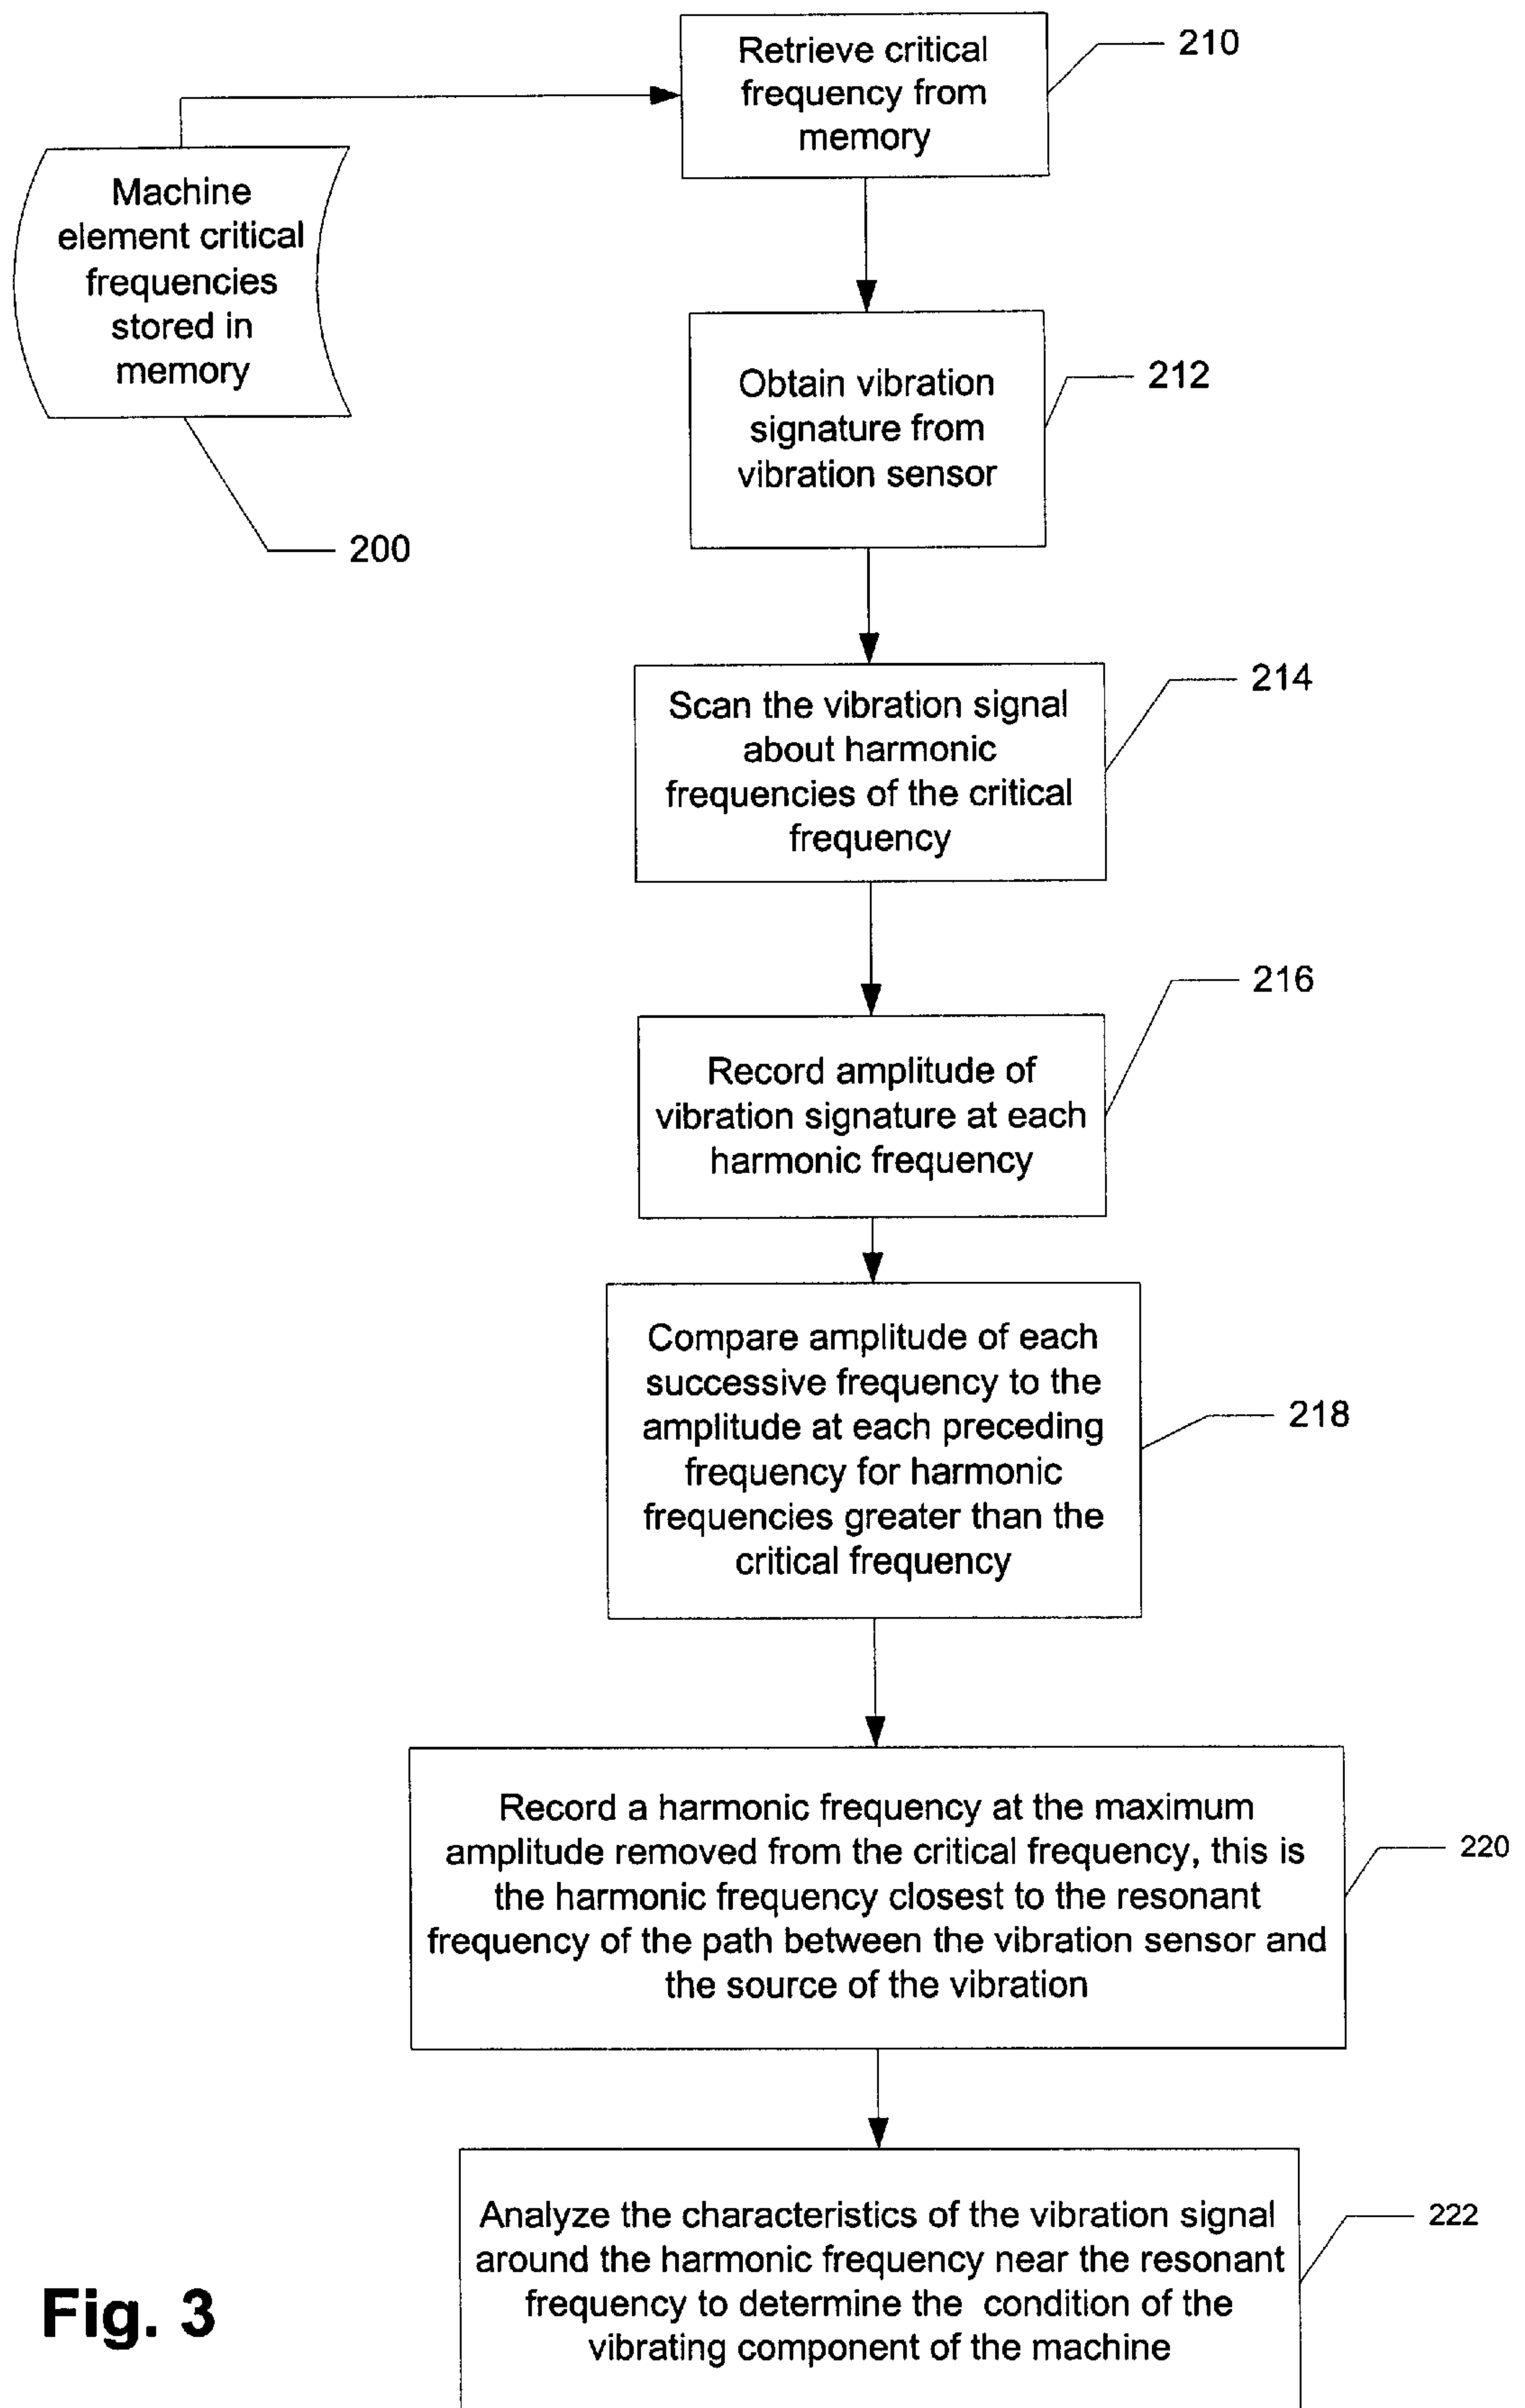 Retrieve critical
frequency from
memory
210
Machine
element critical
frequencies
stored in
memory
200
Obtain vibration
signature from
vibration sensor
212
Scan the vibration signal
about harmonic
frequencies of the critical
frequency
214
Record amplitude of
vibration signature at each
harmonic frequency
216
Compare amplitude of each
successive frequency to the
amplitude at each preceding
frequency for harmonic
frequencies greater than the
critical frequency
218
Record a harmonic frequency at the maximum
amplitude removed from the critical frequency, this is
the harmonic frequency closest to the resonant
frequency of the path between the vibration sensor and
the source of the vibration
220
Analyze the characteristics of the vibration signal
around the harmonic frequency near the resonant
frequency to determine the condition of the
vibrating component of the machine
222
Fig. 3